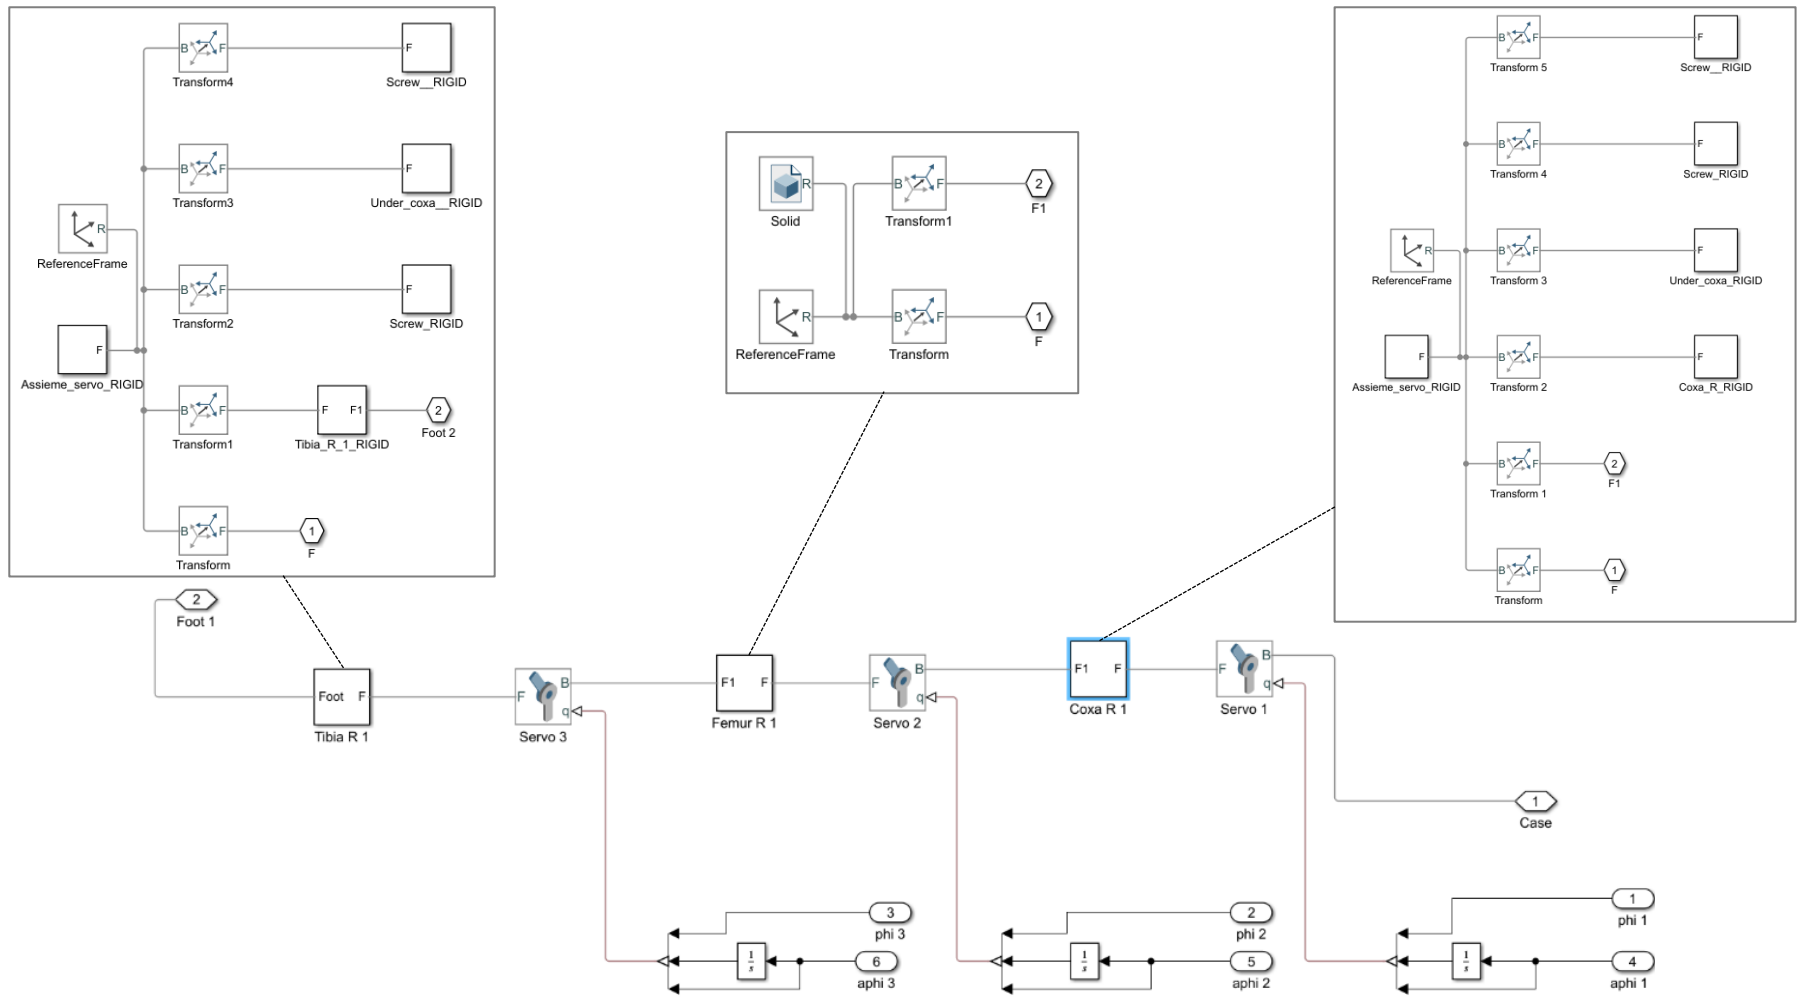 B F
Transform4
F
Screw__RIGID
B F
Transform3
F
Under_coxa__RIGID
R
ReferenceFrame
B F
Transform2
F
Screw_RIGID
F
Assieme_servo_RIGID
B F
Transform1
F F1
Tibia_R_1_RIGID
2
Foot 2
B F
Transform
1
F
R
Solid
B F
Transform1
2
F1
R
ReferenceFrame
B F
Transform
1
F
B F
Transform 5
F
Screw__RIGID
B F
Transform 4
F
Screw_RIGID
R
ReferenceFrame
B F
Transform 3
F
Under_coxa_RIGID
F
Assieme_servo_RIGID
B F
Transform 2
F
Coxa_R_RIGID
B F
Transform 1
2
F1
B F
Transform
1
F
2
Foot 1
Foot F
Tibia R 1
F B
q
Servo 3
F1 F
Femur R 1
F B
q
Servo 2
F1 F
Coxa R 1
F B
q
Servo 1
1
Case
3
phi 3
1
s
6
aphi 3
2
phi 2
1
s
5
aphi 2
1
phi 1
1
s
4
aphi 1